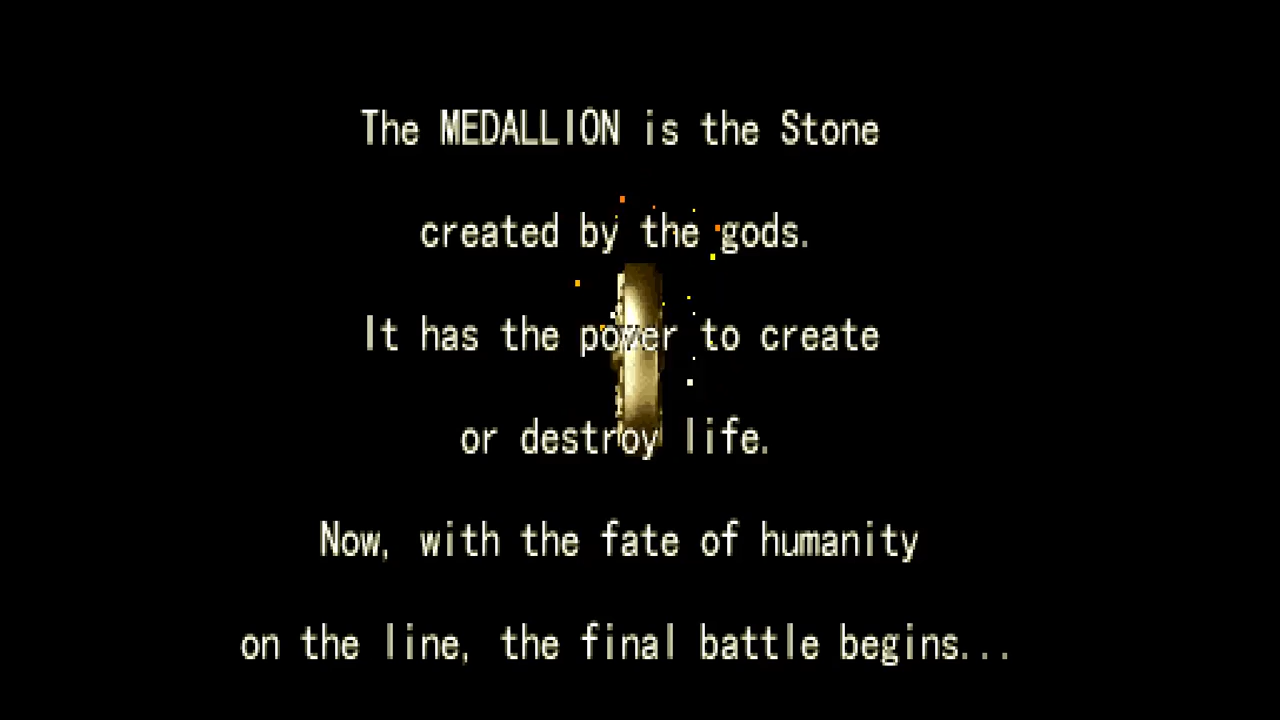 The MEDALLION is the Stone
created by the gods.
It has the power to create
or destroy life.
Now, with the fate of humanity
on the line, the final battle begins...